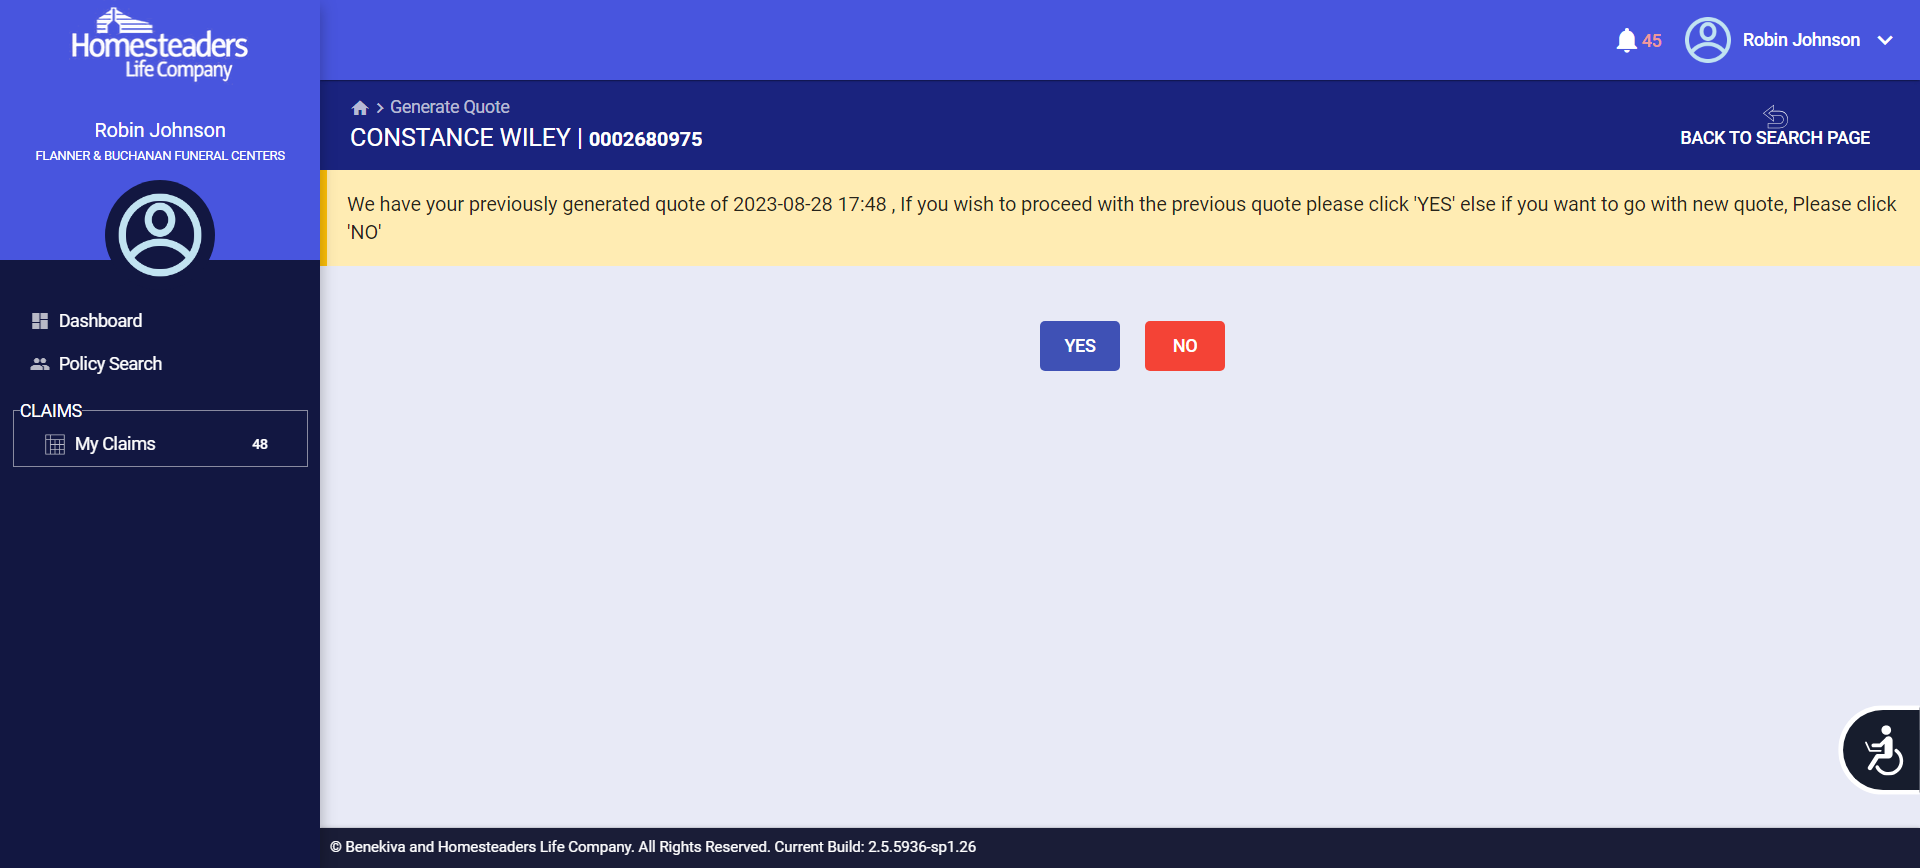 Homesteaders
Life Company
Robin Johnson
FLANNER & BUCHANAN FUNERAL CENTERS
Dashboard
Policy Search
CLAIMS
My Claims 48
45 Robin Johnson
Generate Quote
CONSTANCE WILEY | 0002680975
BACK TO SEARCH PAGE
We have your previously generated quote of 2023-08-28 17:48 , If you wish to proceed with the previous quote please click 'YES' else if you want to go with new quote, Please click
'NO'
YES NO
© Benekiva and Homesteaders Life Company. All Rights Reserved. Current Build: 2.5.5936-sp1.26